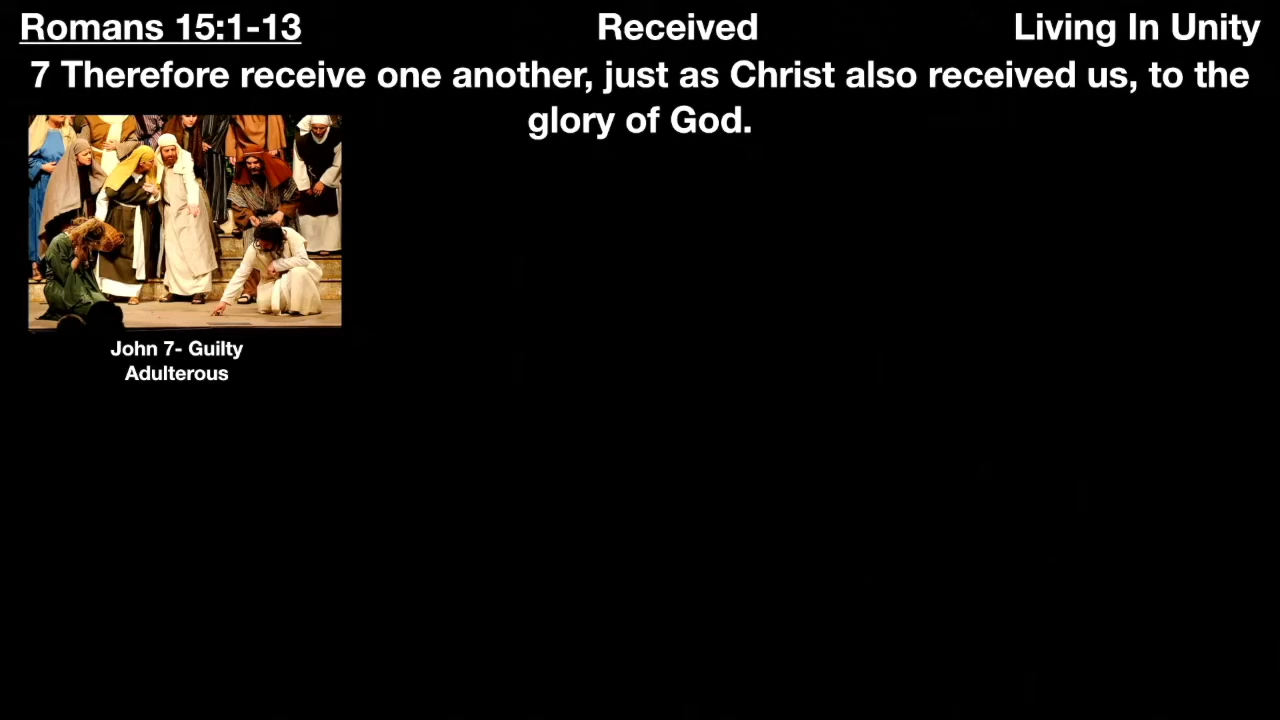 Romans 15:1-13 Received Living In Unity
7 Therefore receive one another, just as Christ also received us, to the
glory of God.
John 7- Guilty
Adulterous